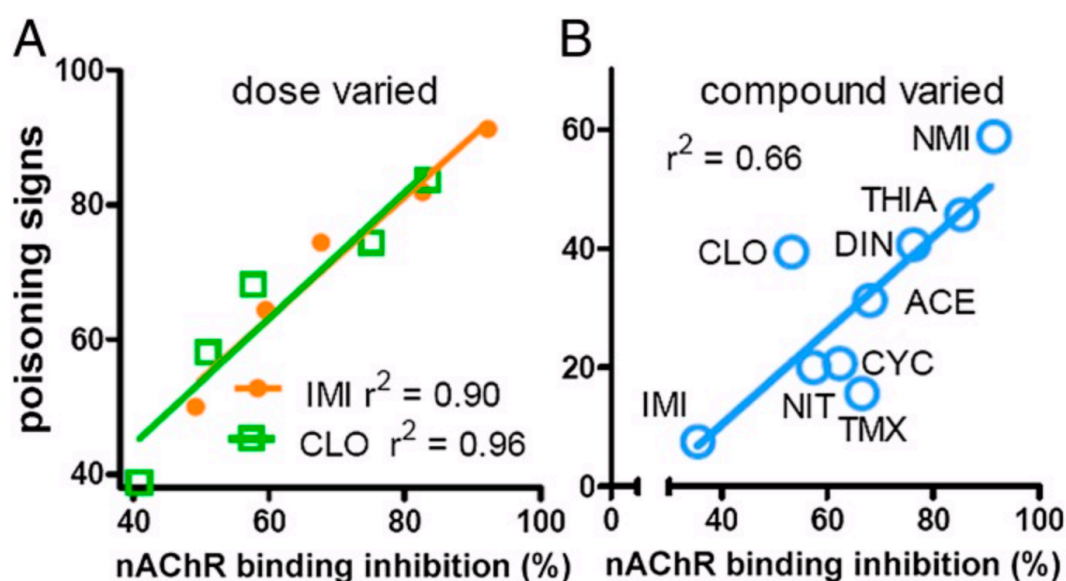 A
dose varied
poisoning signs
100
80
60
40
IMI r² = 0.90
CLO r² = 0.96
40 60 80 100
nAChR binding inhibition (%)
B
compound varied
r² = 0.66
60
40
20
0
NMI
THIA
CLO
DIN
ACE
CYC
NIT
TMX
IMI
0 40 60 80 100
nAChR binding inhibition (%)